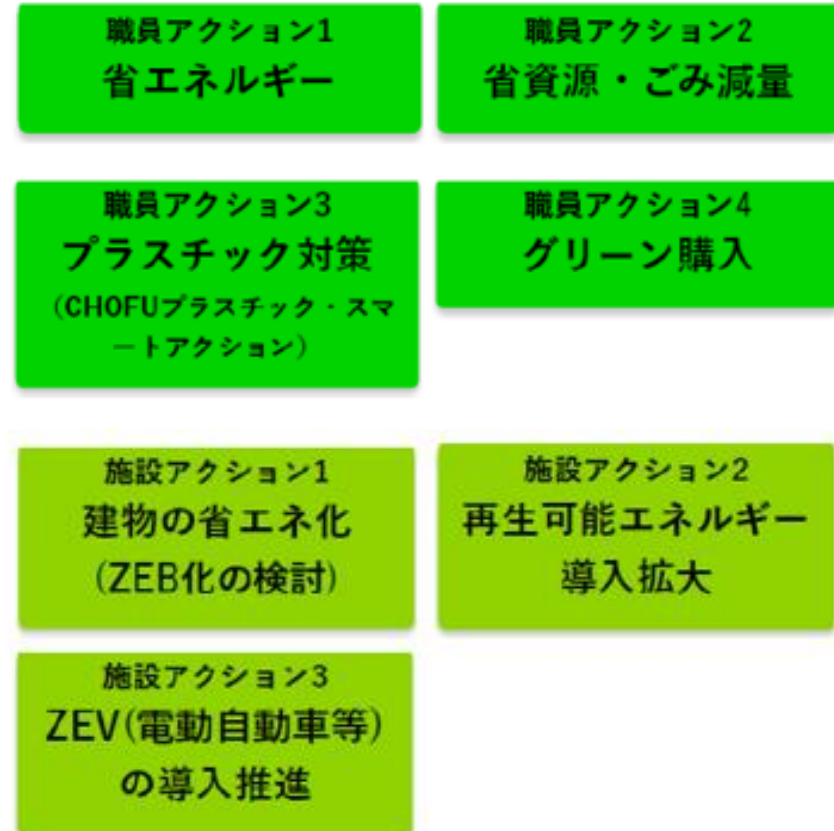 職員アクション1
省エネルギー
職員アクション2
省資源・ごみ減量
職員アクション3
プラスチック対策
（CHOFUプラスチック・スマ
ートアクション）
職員アクション4
グリーン購入
施設アクション1
建物の省エネ化
(ZEB化の検討)
施設アクション2
再生可能エネルギー
導入拡大
施設アクション3
ZEV(電動自動車等)
の導入推進